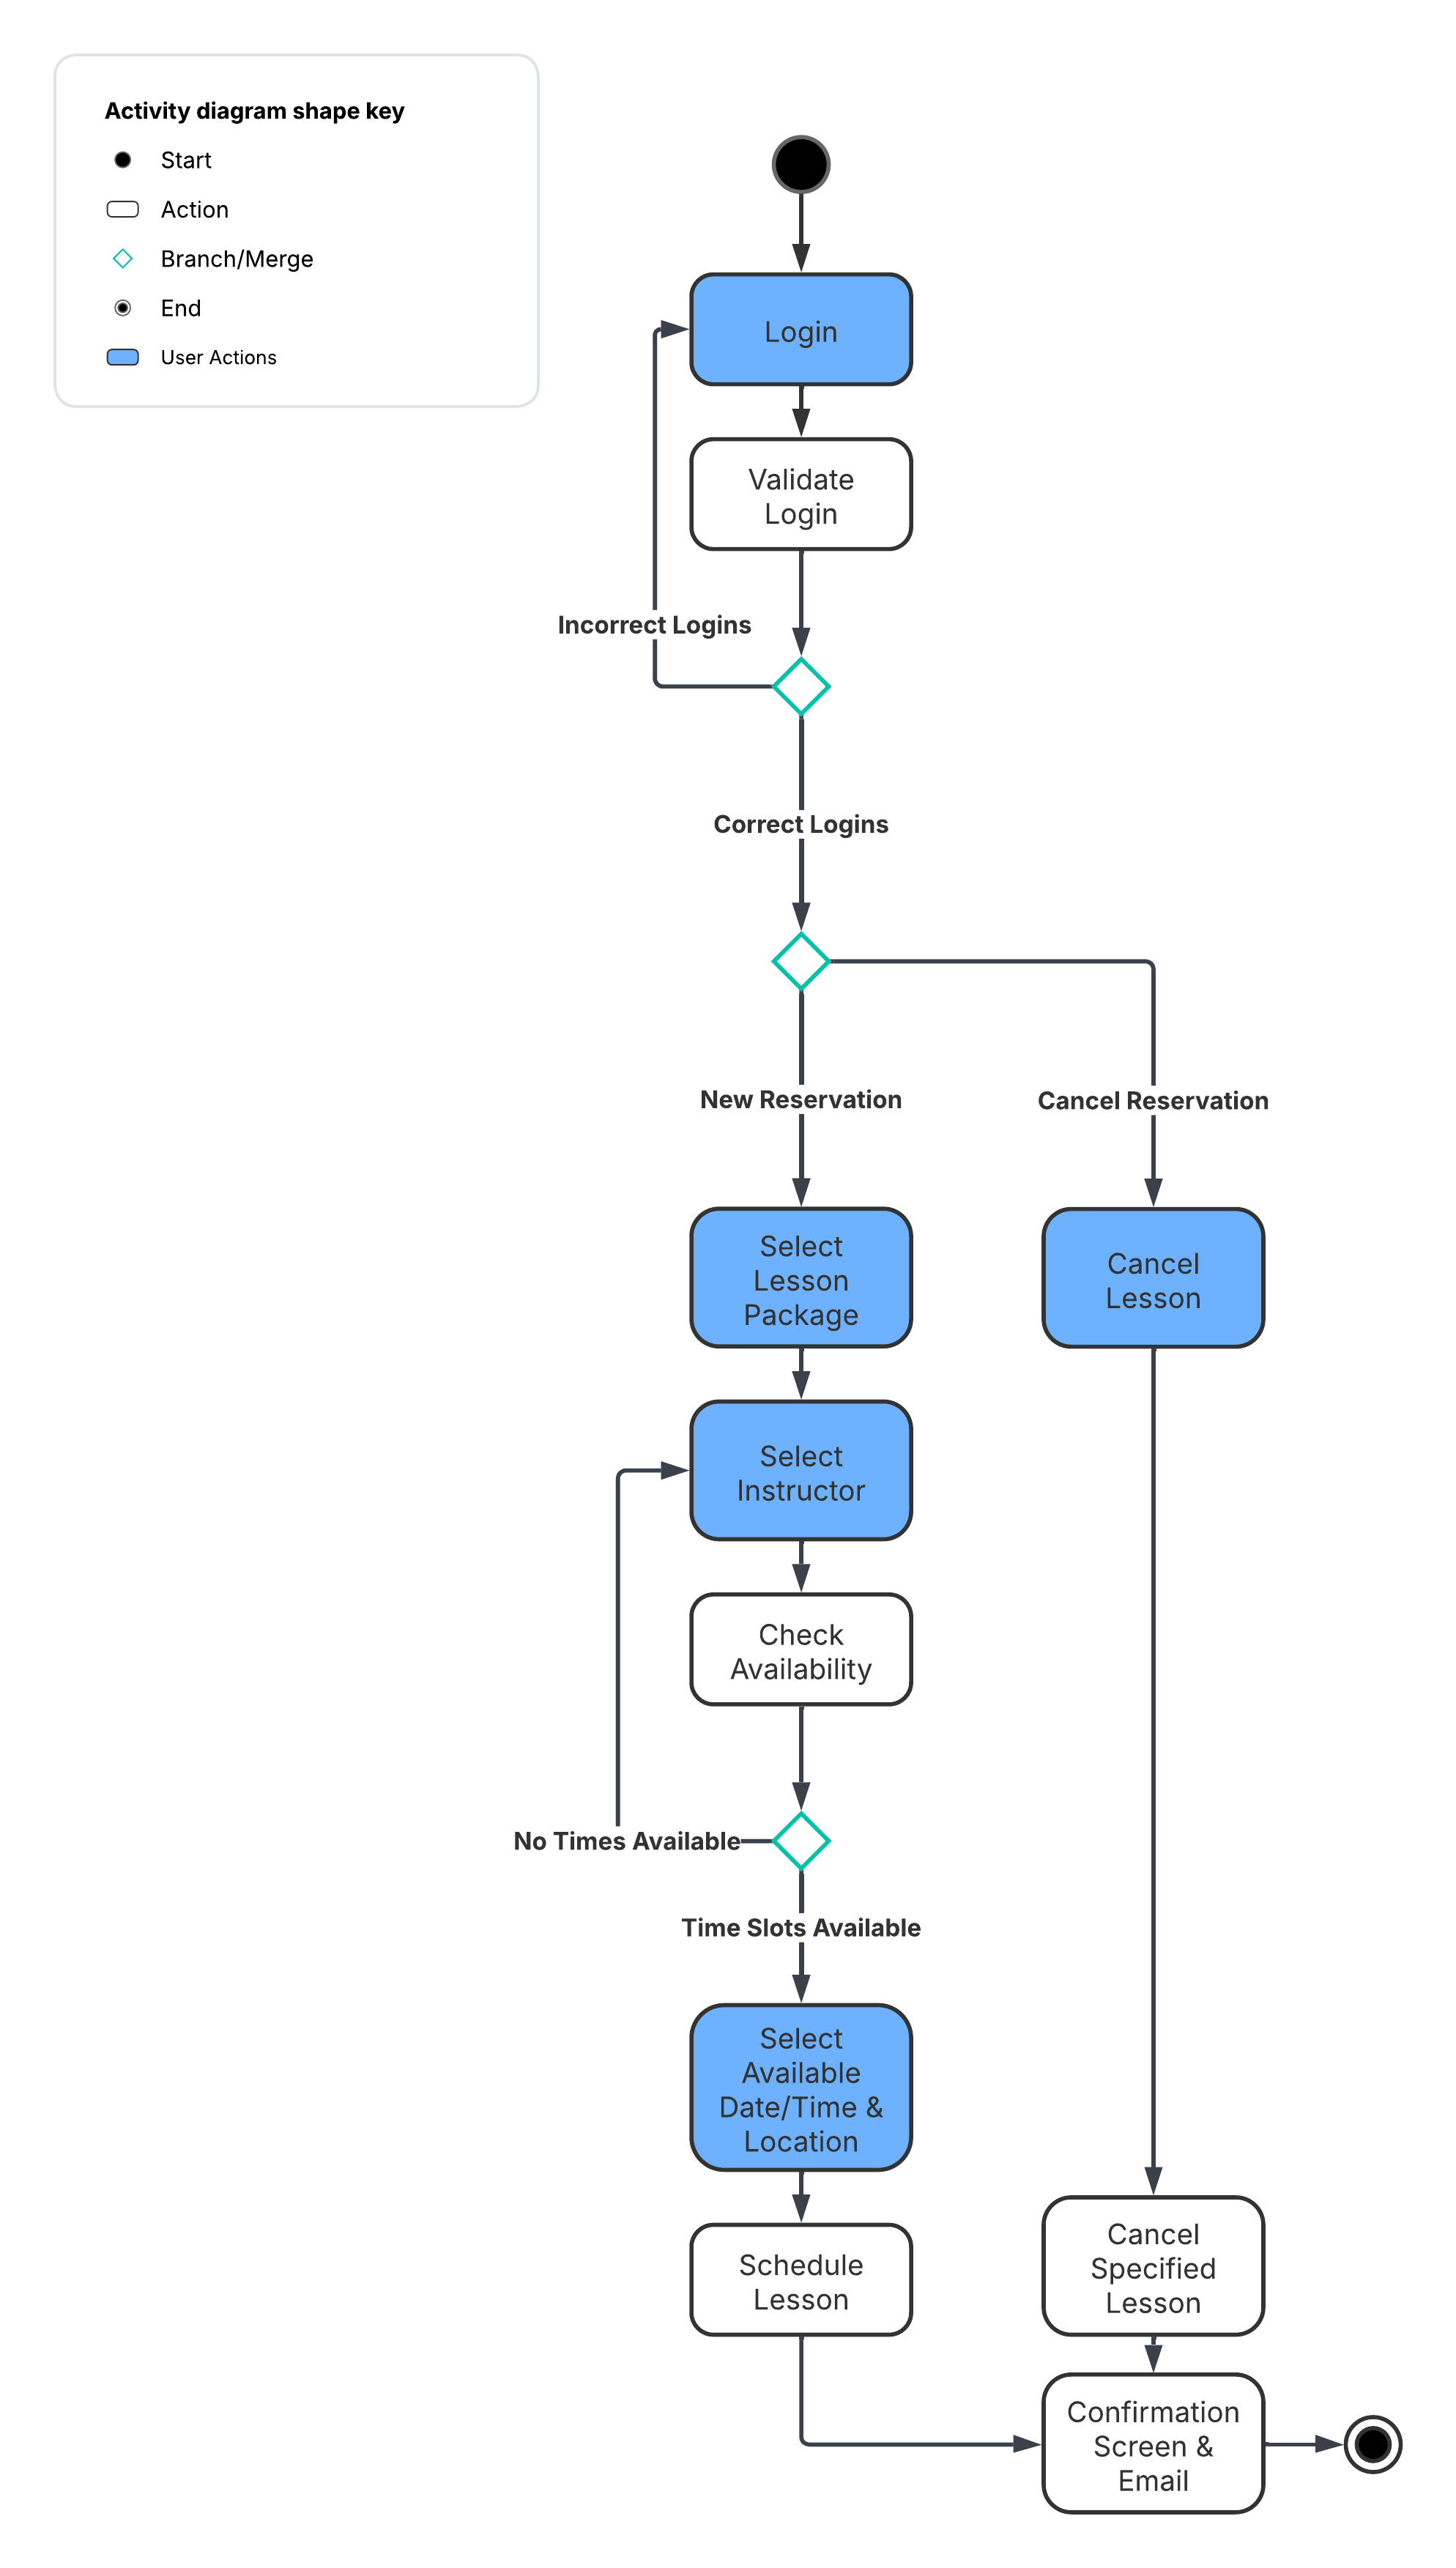 Activity diagram shape key
Start
Action
Branch/Merge
End
User Actions
Login
Validate
Login
Incorrect Logins
Correct Logins
New Reservation
Cancel Reservation
Select
Lesson
Package
Cancel
Lesson
Select
Instructor
Check
Availability
No Times Available
Time Slots Available
Select
Available
Date/Time &
Location
Schedule
Lesson
Cancel
Specified
Lesson
Confirmation
Screen &
Email